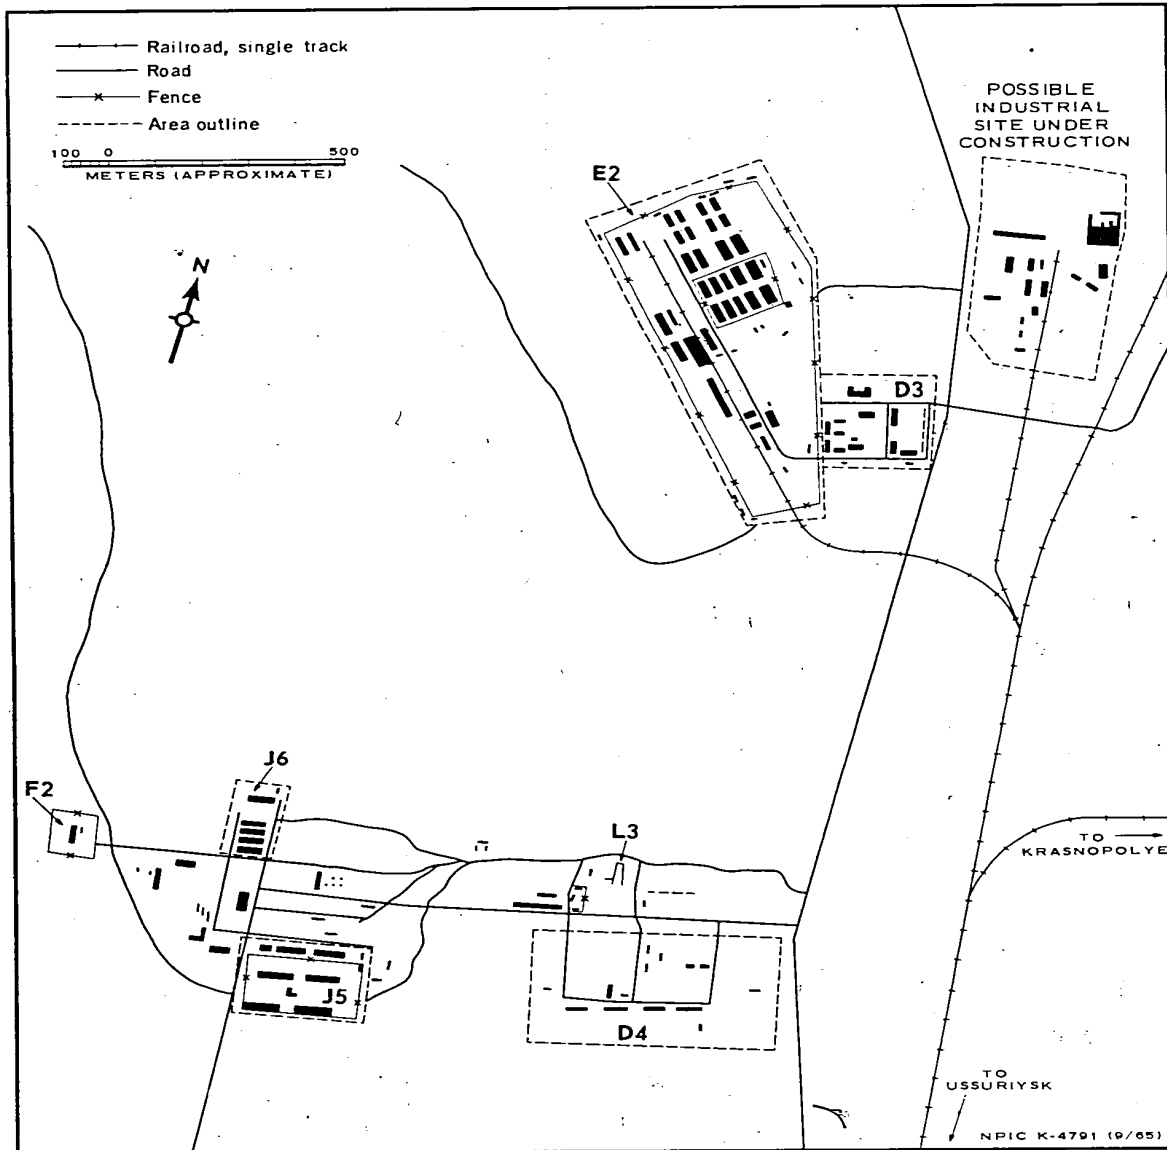 Railroad, single track
Road
Fence
Area outline
100 0 500
METERS (APPROXIMATE)
N
POSSIBLE
INDUSTRIAL
SITE UNDER
CONSTRUCTION
E2
D3
J6
F2
L3
J5
D4
TO
KRASNOPOLYE
TO
USSURIYSK
NPIC K-4791 (9/65)